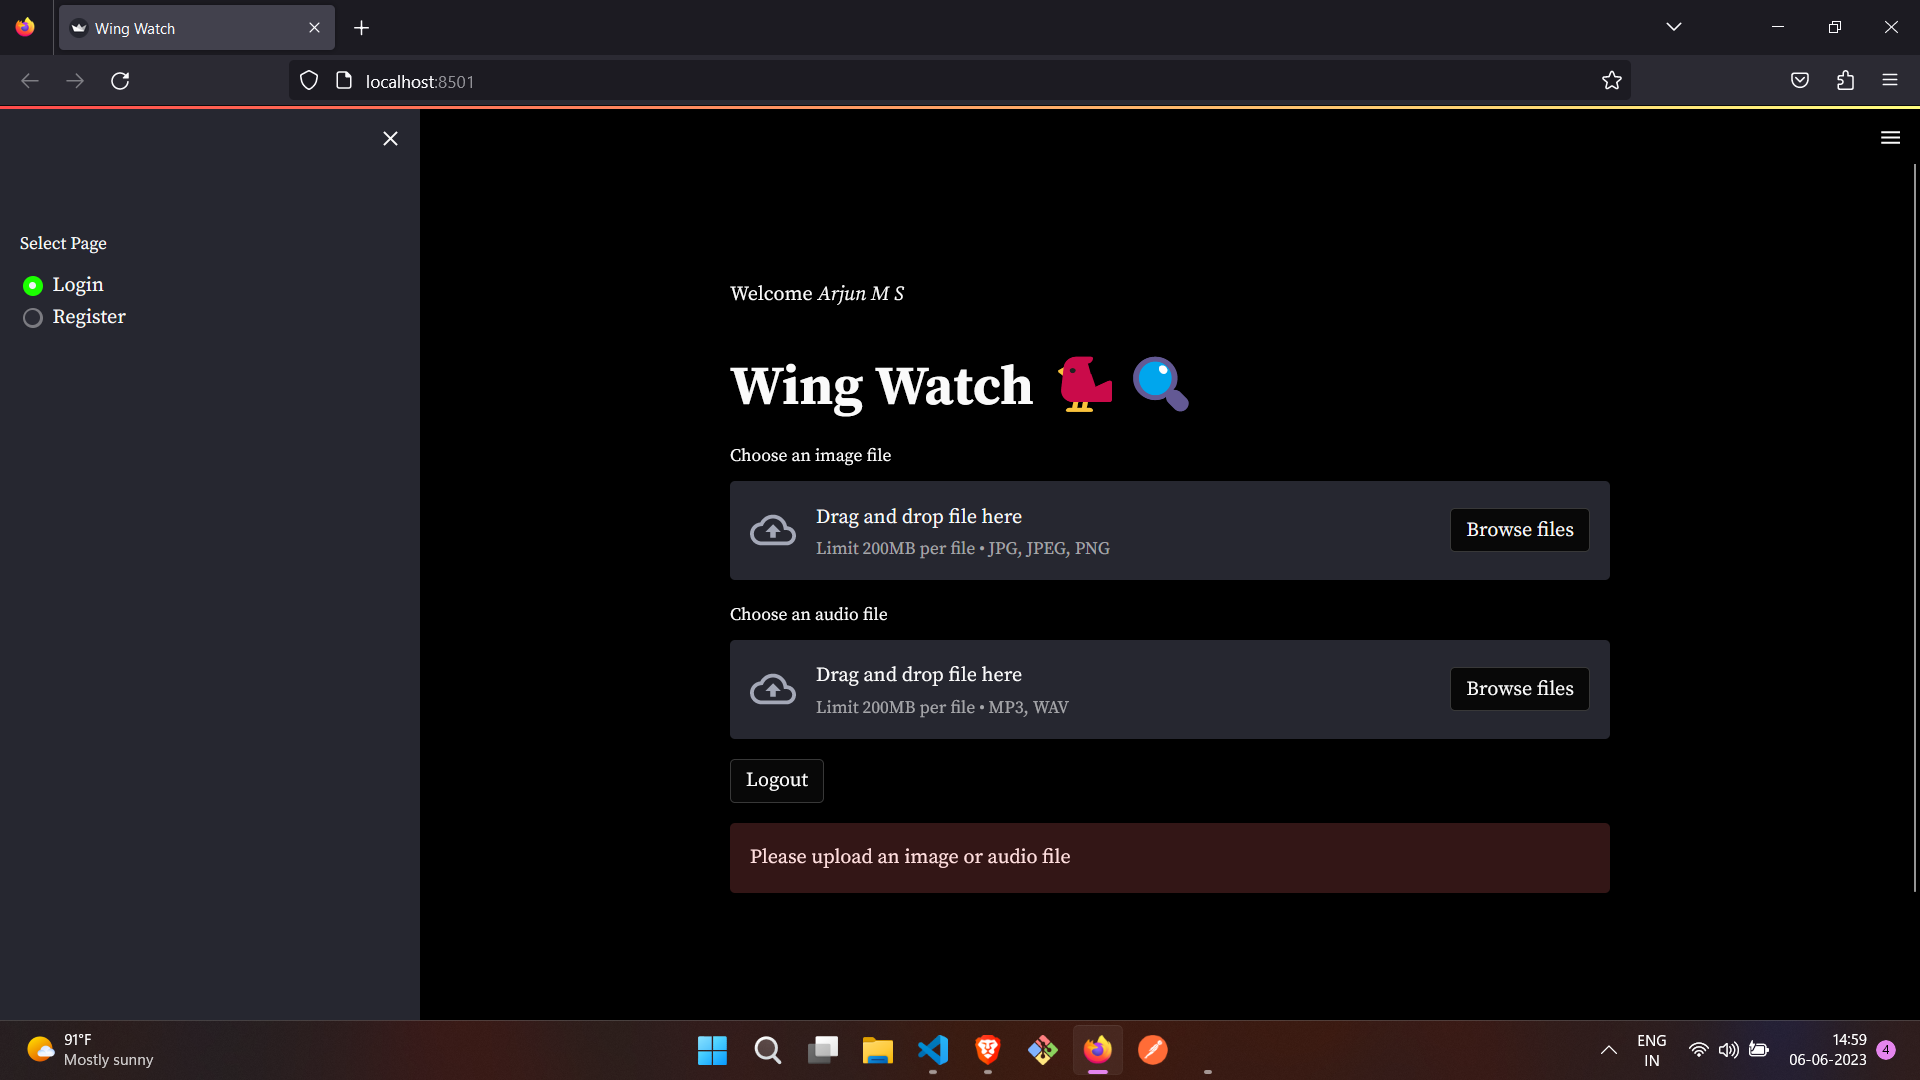 Wing Watch
localhost:8501
Select Page
Login
Register
Welcome Arjun M S
Wing Watch
Choose an image file
Drag and drop file here
Limit 200MB per file • JPG, JPEG, PNG
Browse files
Choose an audio file
Drag and drop file here
Limit 200MB per file • MP3, WAV
Browse files
Logout
Please upload an image or audio file
91°F
Mostly sunny
ENG
IN
14:59
06-06-2023
4